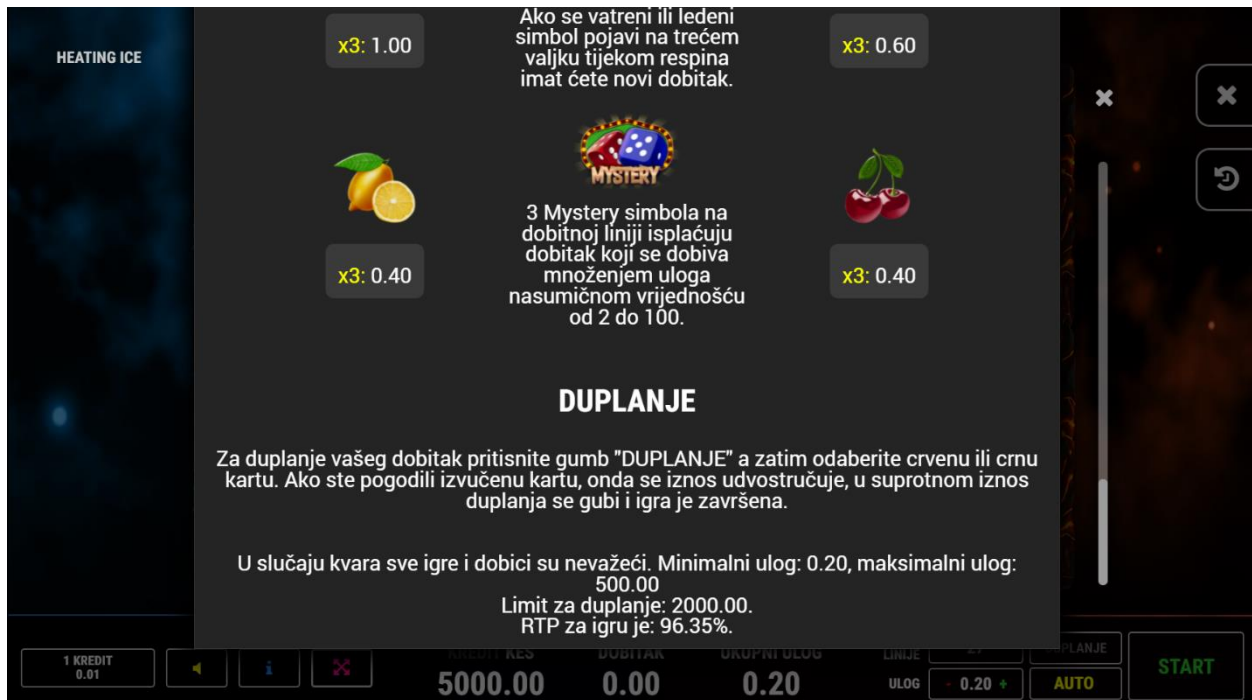 HEATING ICE
x3: 1.00
Ako se vatreni ili ledeni
simbol pojavi na trećem
valjku tijekom respina
imat ćete novi dobitak.
x3: 0.60
MYSTERY
x3: 0.40
3 Mystery simbola na
dobitnoj liniji isplaćuju
dobitak koji se dobiva
množenjem uloga
nasumičnom vrijednošću
od 2 do 100.
x3: 0.40
DUPLANJE
Za duplanje vašeg dobitak pritisnite gumb "DUPLANJE" a zatim odaberite crvenu ili crnu
kartu. Ako ste pogodili izvučenu kartu, onda se iznos udvostručuje, u suprotnom iznos
duplanja se gubi i igra je završena.
U slučaju kvara sve igre i dobici su nevažeći. Minimalni ulog: 0.20, maksimalni ulog:
500.00
Limit za duplanje: 2000.00.
RTP za igru je: 96.35%.
1 KREDIT
0.01
KREDIT KEŠ
5000.00
DOBITAK
0.00
UKUPNI ULOG
0.20
LINIJE 27
ULOG - 0.20 +
DUPLANJE
AUTO
START